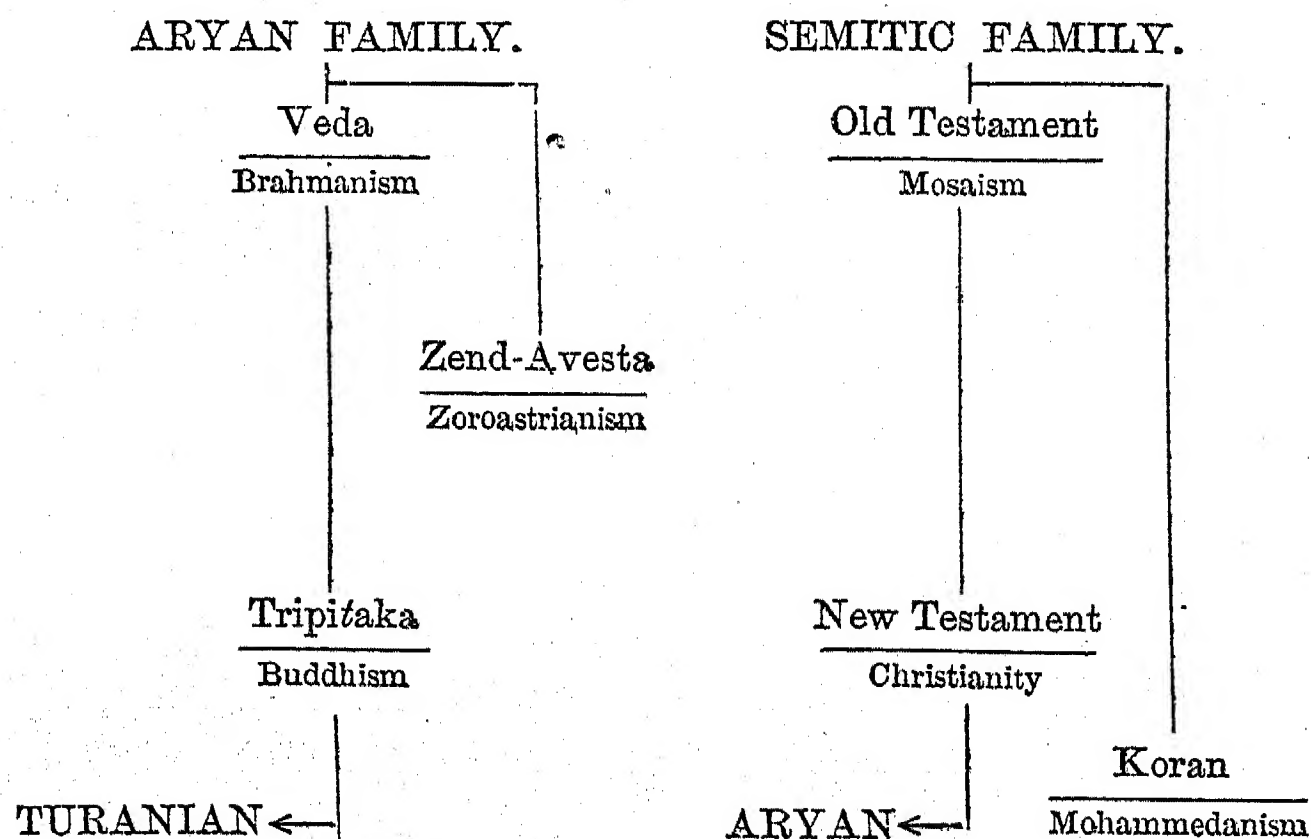 ARYAN FAMILY.
Veda
Brahmanism
Zend-Avesta
Zoroastrianism
Tripitaka
Buddhism
TURANIAN
SEMITIC FAMILY.
Old Testament
Mosaism
New Testament
Christianity
ARYAN
Koran
Mohammedanism